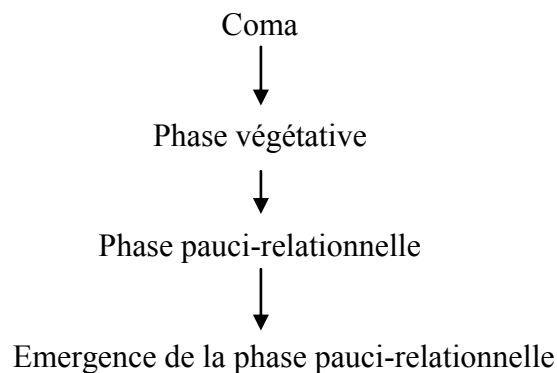 Coma
Phase végétative
Phase pauci-relationnelle
Emergence de la phase pauci-relationnelle